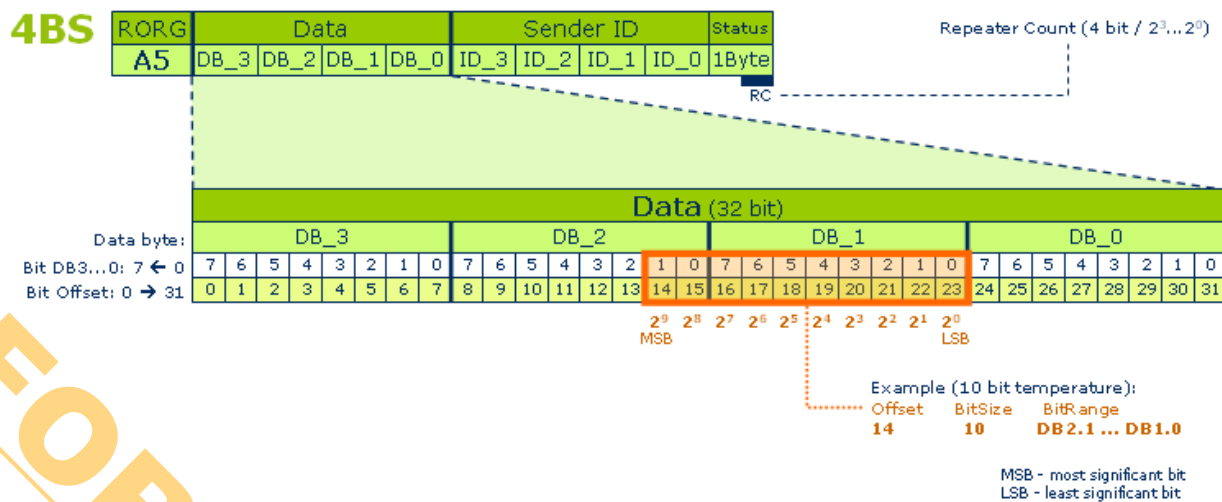 4BS RORG Data Sender ID Status Repeater Count (4 bit / 2³...2⁰)
A5 DB_3 DB_2 DB_1 DB_0 ID_3 ID_2 ID_1 ID_0 1Byte
RC
Data (32 bit)
Data byte: DB_3 DB_2 DB_1 DB_0
Bit DB3...0: 7 ← 0 7 6 5 4 3 2 1 0 7 6 5 4 3 2 1 0 7 6 5 4 3 2 1 0 7 6 5 4 3 2 1 0
Bit Offset: 0 → 31 0 1 2 3 4 5 6 7 8 9 10 11 12 13 14 15 16 17 18 19 20 21 22 23 24 25 26 27 28 29 30 31
2⁹ 2⁸ 2⁷ 2⁶ 2⁵ 2⁴ 2³ 2² 2¹ 2⁰
MSB LSB
Example (10 bit temperature):
Offset BitSize BitRange
14 10 DB2.1 ... DB1.0
MSB - most significant bit
LSB - least significant bit
FOR